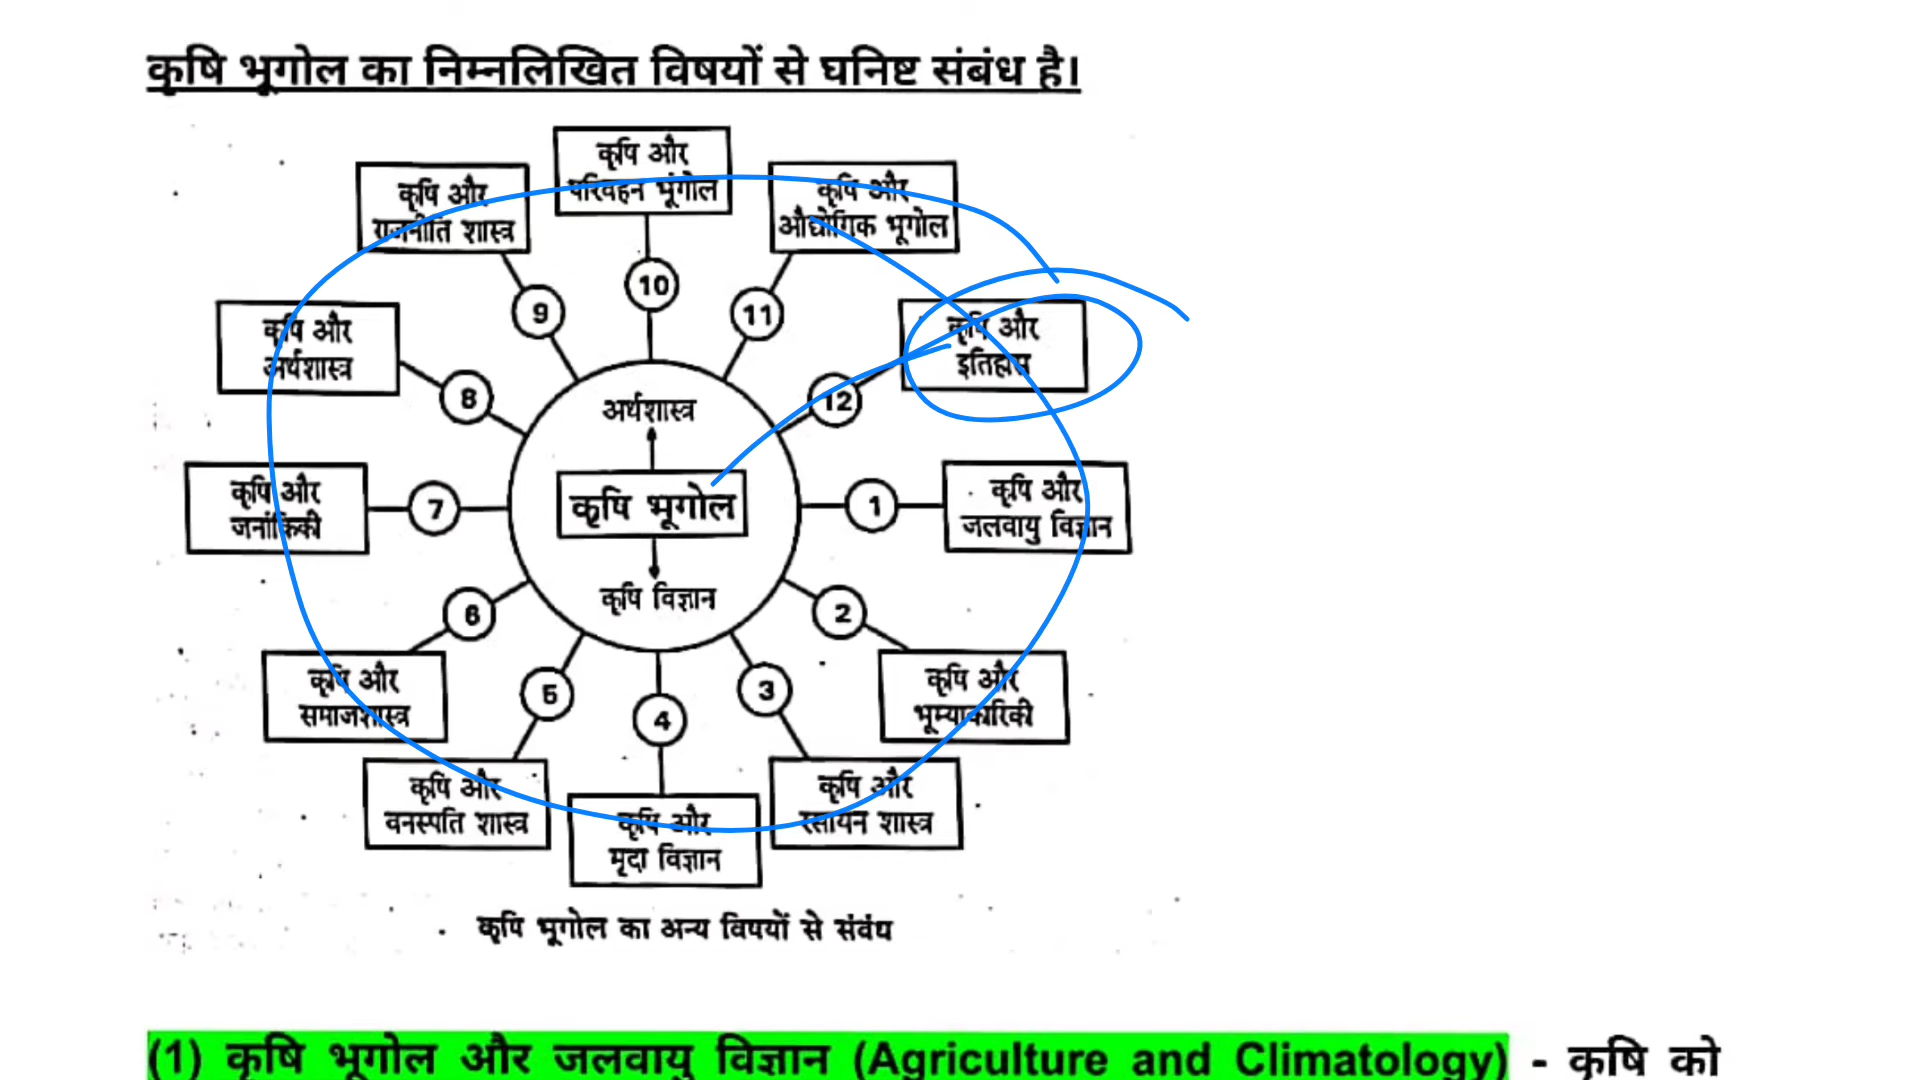 कृषि भूगोल का निम्नलिखित विषयों से घनिष्ट संबंध है।
कृषि और
परिवहन भूंगोल
कृषि और
राजनीति शास्त्र
कृषि और
औद्योगिक भूगोल
9
10
11
कृषि और
अर्थशास्त्र
कृषि और
इतिहास
8
12
अर्थशास्त्र
कृषि और
जनांकिकी
7
कृषि भूगोल
1
कृषि और
जलवायु विज्ञान
कृषि विज्ञान
6
2
कृषि और
समाजशास्त्र
5
4
3
कृषि और
भूम्याकारिकी
कृषि और
वनस्पति शास्त्र
कृषि और
मृदा विज्ञान
कृषि और
रसायन शास्त्र
कृषि भूगोल का अन्य विषयों से संबंध
(1) कृषि भूगोल और जलवायु विज्ञान (Agriculture and Climatology) - कृषि को